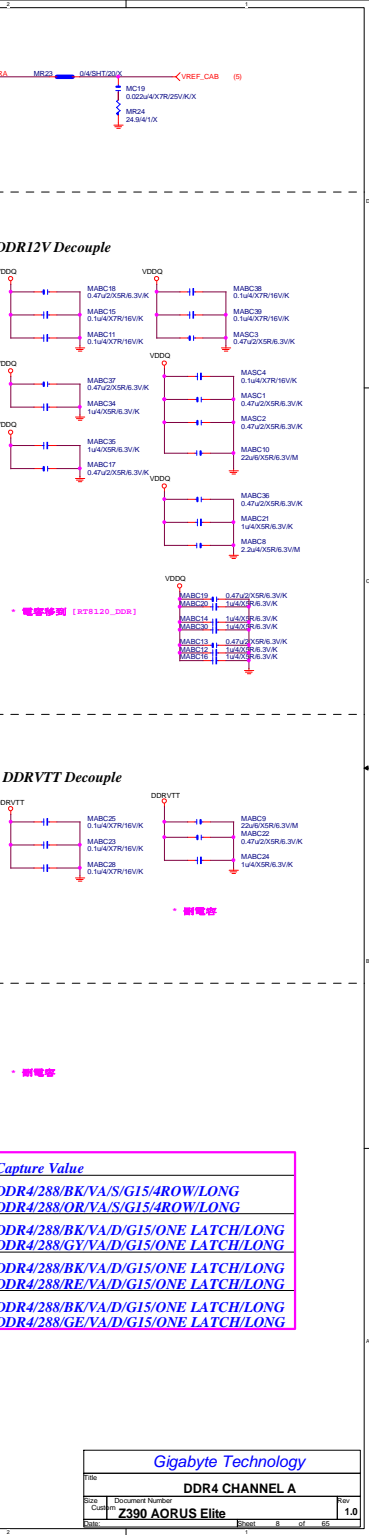 2
1
RA
MR23
0/4/SHT/20/X
VREF_CAB (5)
MC19
0.022u/4/X7R/25V/K/X
MR24
24.9/4/1/X
D
DDR12V Decouple
VDDQ
MABC18
0.47u/2/X5R/6.3V/K
MABC15
0.1u/4/X7R/16V/K
MABC11
0.1u/4/X7R/16V/K
VDDQ
MABC38
0.1u/4/X7R/16V/K
MABC39
0.1u/4/X7R/16V/K
MASC3
0.47u/2/X5R/6.3V/K
VDDQ
MABC37
0.47u/2/X5R/6.3V/K
MABC34
1u/4/X5R/6.3V/K
VDDQ
MASC4
0.1u/4/X7R/16V/K
MASC1
0.47u/2/X5R/6.3V/K
MASC2
0.47u/2/X5R/6.3V/K
MABC10
22u/6/X5R/6.3V/M
VDDQ
MABC35
1u/4/X5R/6.3V/K
MABC17
0.47u/2/X5R/6.3V/K
VDDQ
MABC36
0.47u/2/X5R/6.3V/K
MABC21
1u/4/X5R/6.3V/K
MABC8
2.2u/4/X5R/6.3V/M
C
VDDQ
MABC19 0.47u/2/X5R/6.3V/K
MABC20 1u/4/X5R/6.3V/K
MABC14 1u/4/X5R/6.3V/K
MABC30 1u/4/X5R/6.3V/K
MABC13 0.47u/2/X5R/6.3V/K
MABC12 1u/4/X5R/6.3V/K
MABC16 1u/4/X5R/6.3V/K
* 電容移到 [RT8120_DDR]
DDRVTT Decouple
DDRVTT
MABC25
0.1u/4/X7R/16V/K
MABC23
0.1u/4/X7R/16V/K
MABC28
0.1u/4/X7R/16V/K
DDRVTT
MABC9
22u/6/X5R/6.3V/M
MABC22
0.47u/2/X5R/6.3V/K
MABC24
1u/4/X5R/6.3V/K
* 刪電容
B
* 刪電容
Capture Value
DDR4/288/BK/VA/S/G15/4ROW/LONG
DDR4/288/OR/VA/S/G15/4ROW/LONG
DDR4/288/BK/VA/D/G15/ONE LATCH/LONG
DDR4/288/GY/VA/D/G15/ONE LATCH/LONG
DDR4/288/BK/VA/D/G15/ONE LATCH/LONG
DDR4/288/RE/VA/D/G15/ONE LATCH/LONG
DDR4/288/BK/VA/D/G15/ONE LATCH/LONG
DDR4/288/GE/VA/D/G15/ONE LATCH/LONG
A
Gigabyte Technology
Title
DDR4 CHANNEL A
Size
Custom
Document Number
Z390 AORUS Elite
Rev
1.0
Date:
Sheet 8 of 65
2
1